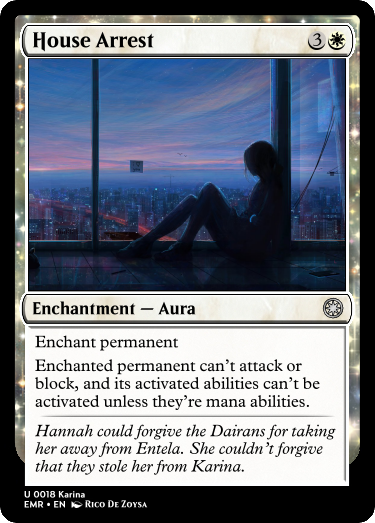 House Arrest 3
Enchantment — Aura
Enchant permanent
Enchanted permanent can't attack or
block, and its activated abilities can't be
activated unless they're mana abilities.
Hannah could forgive the Dairans for taking
her away from Entela. She couldn't forgive
that they stole her from Karina.
U 0018 Karina
EMR • EN Rico De Zoysa